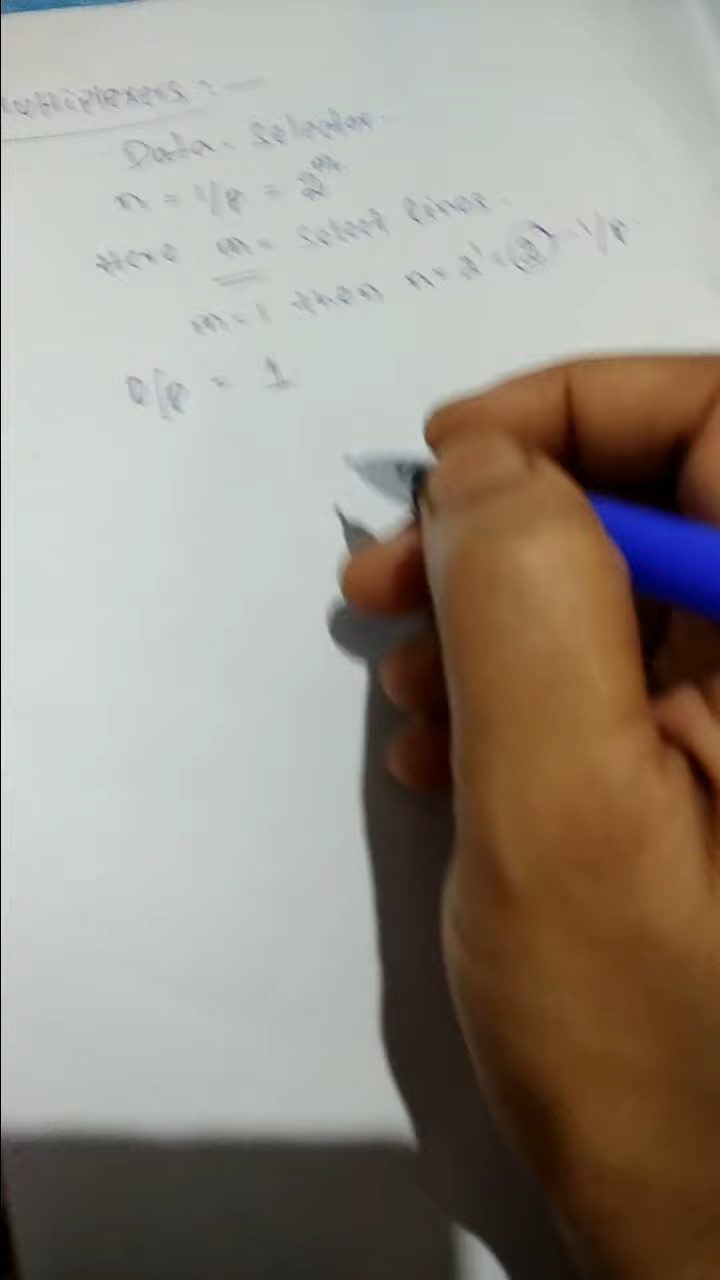 Multiplexers :-
Data - Selector.
n = I/P = 2^m
Here m = select lines.
m = 1 then n = 2^1 = 2 - I/P
O/P = 1